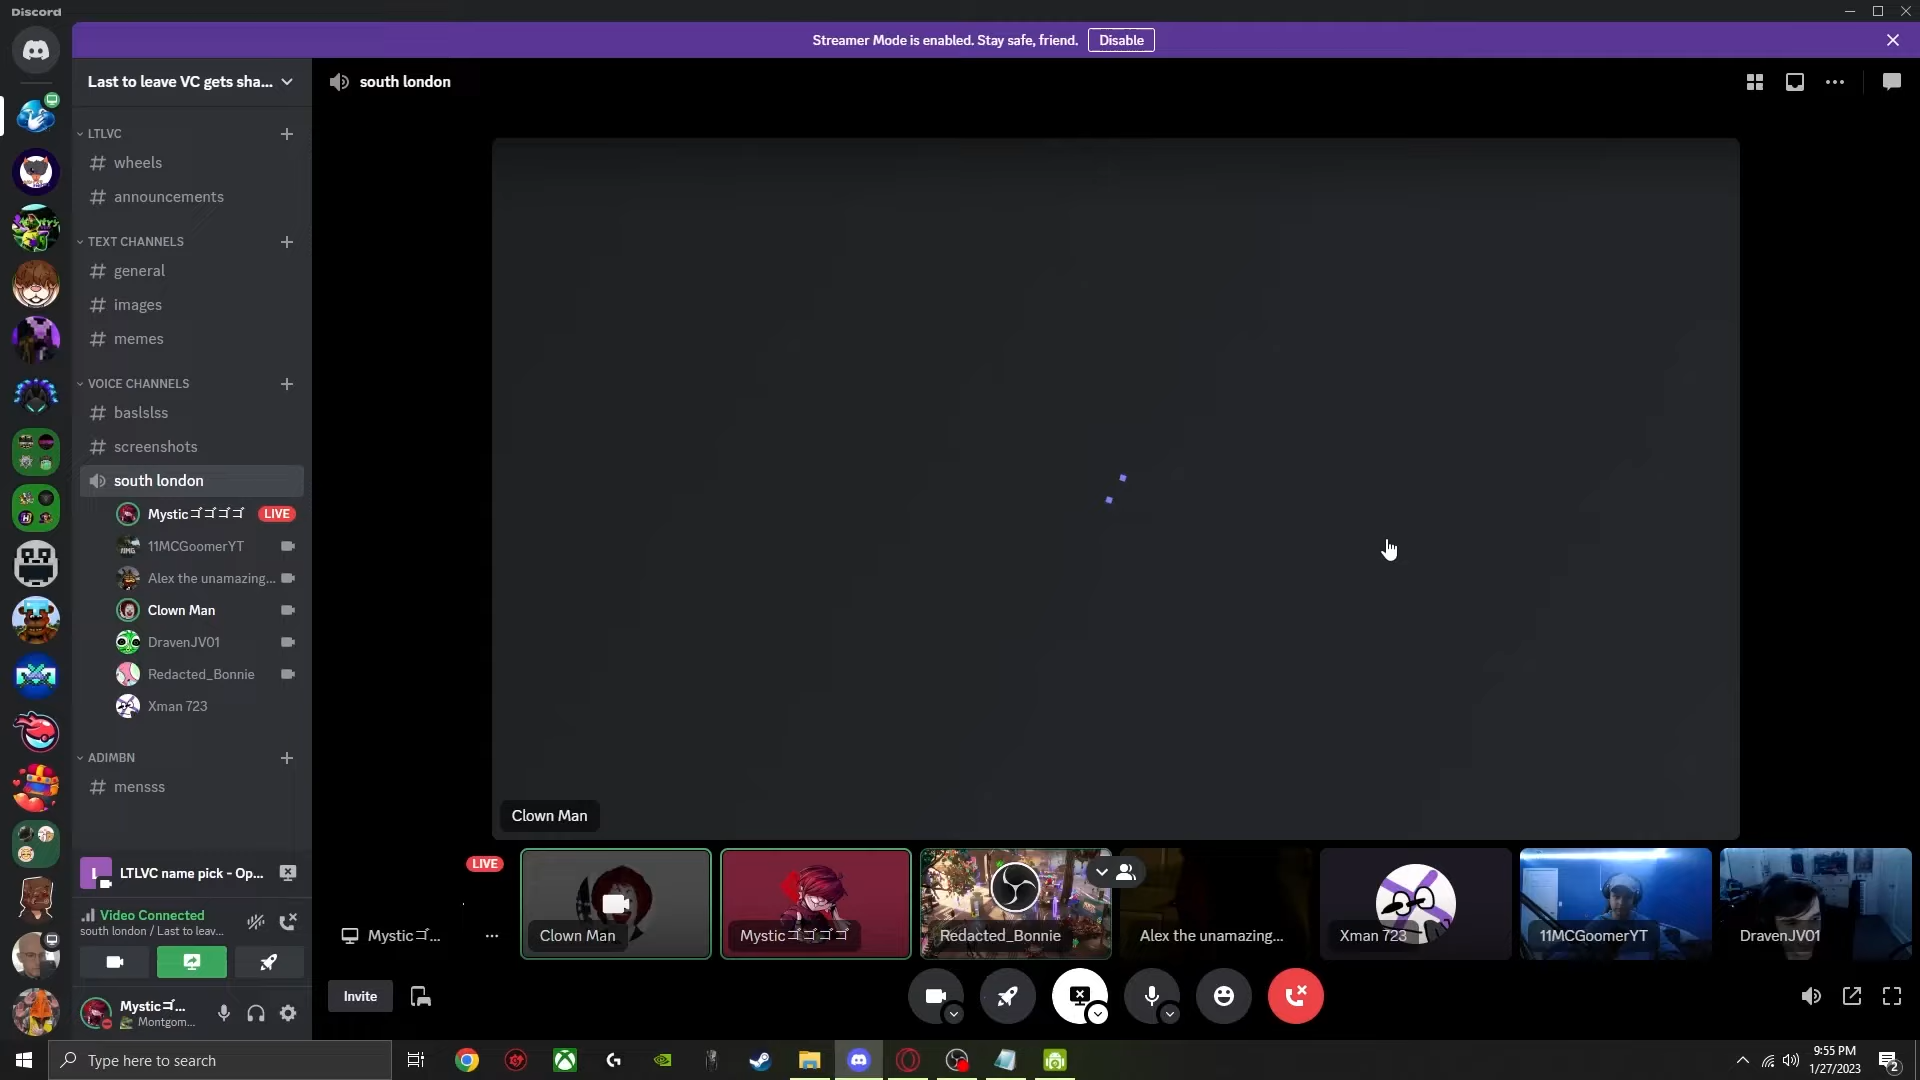 Discord
Streamer Mode is enabled. Stay safe, friend. Disable
Last to leave VC gets sha...
south london
LTLVC
wheels
announcements
TEXT CHANNELS
general
images
memes
VOICE CHANNELS
baslslss
screenshots
south london
Mysticゴゴゴゴ LIVE
11MCGoomerYT
Alex the unamazing...
Clown Man
DravenJV01
Redacted_Bonnie
Xman 723
ADIMBN
mensss
LTLVC name pick - Op...
Video Connected
south london / Last to leav...
Mysticゴ...
Montgom...
Clown Man
LIVE
Mysticゴ...
Clown Man
Mysticゴゴゴゴ
Redacted_Bonnie
Alex the unamazing...
Xman 723
11MCGoomerYT
DravenJV01
Invite
Type here to search
9:55 PM
1/27/2023
2